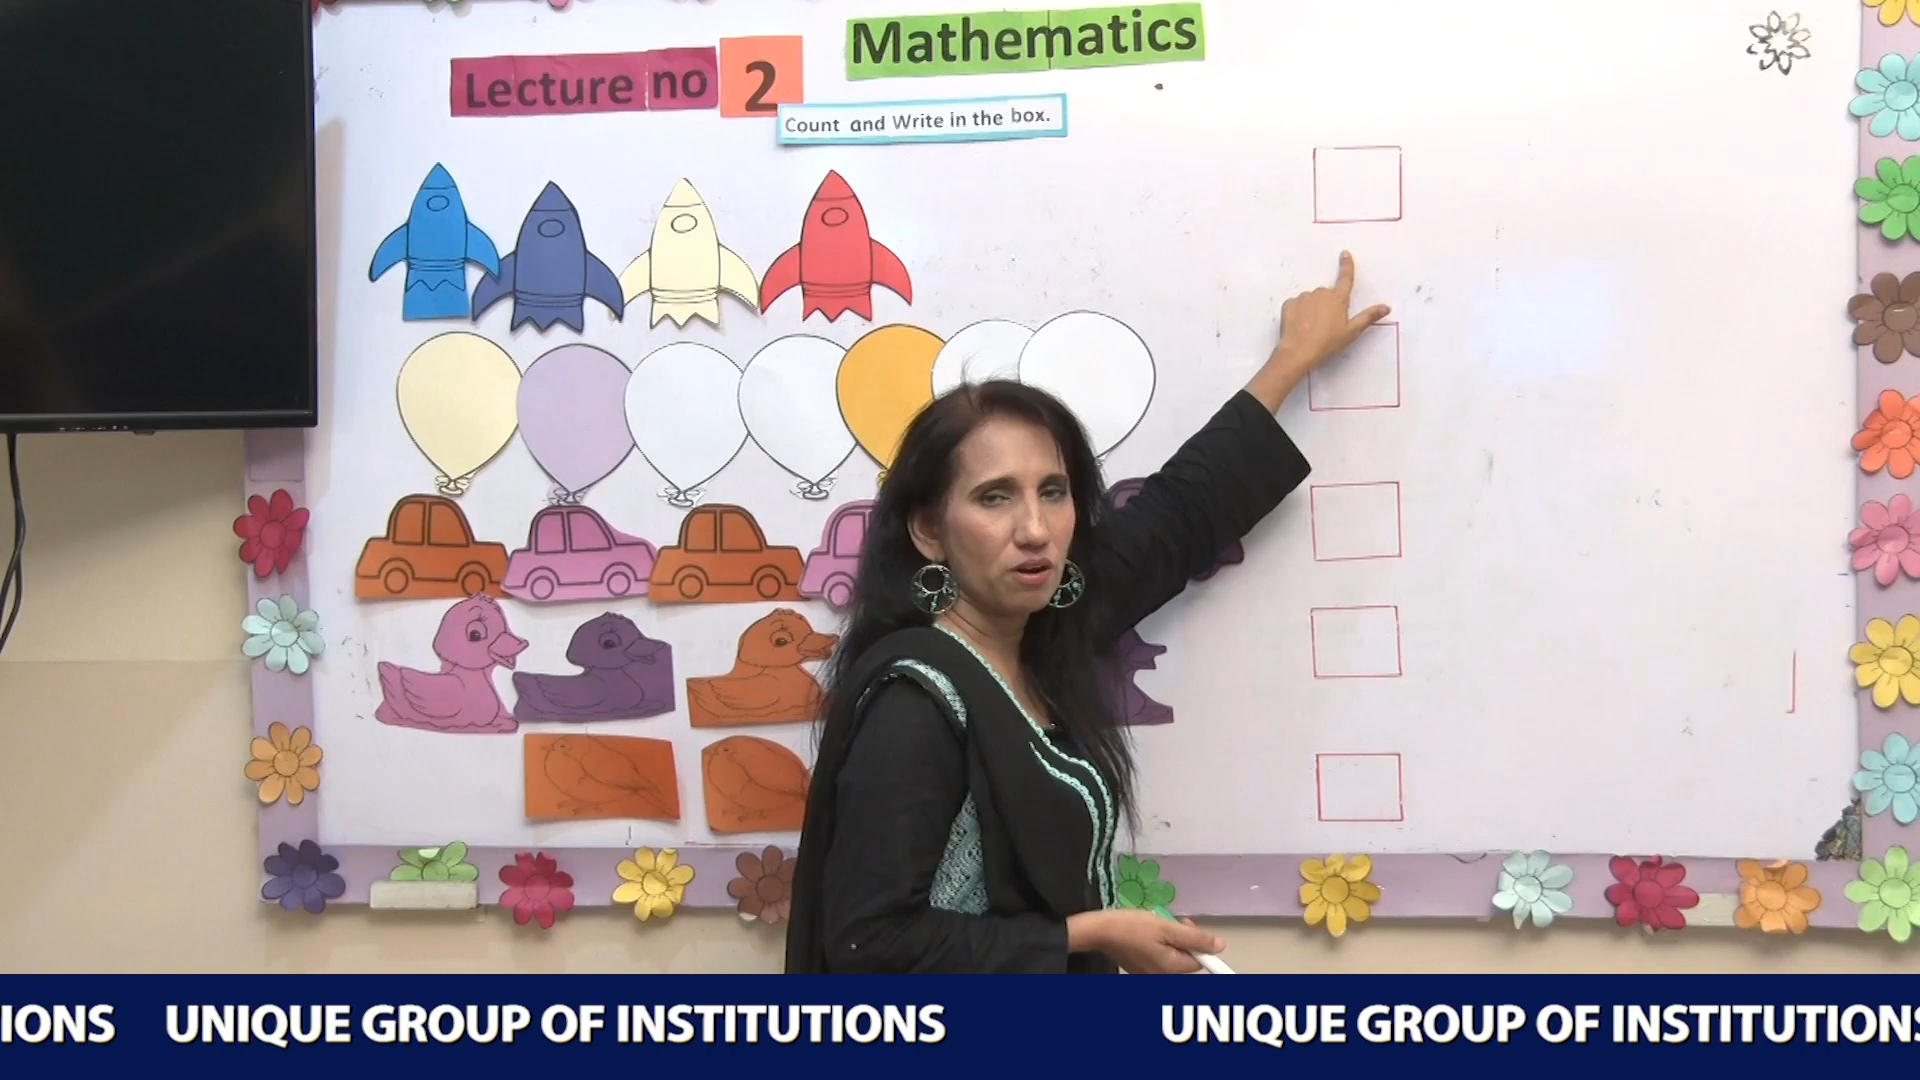 Mathematics
Lecture no 2
Count and Write in the box.
IONS UNIQUE GROUP OF INSTITUTIONS UNIQUE GROUP OF INSTITUTIONS